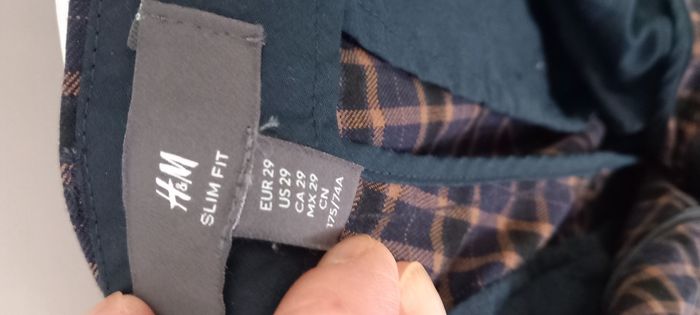 H&M
SLIM FIT
EUR 29
US 29
CA 29
MX 29
CN
175/74A